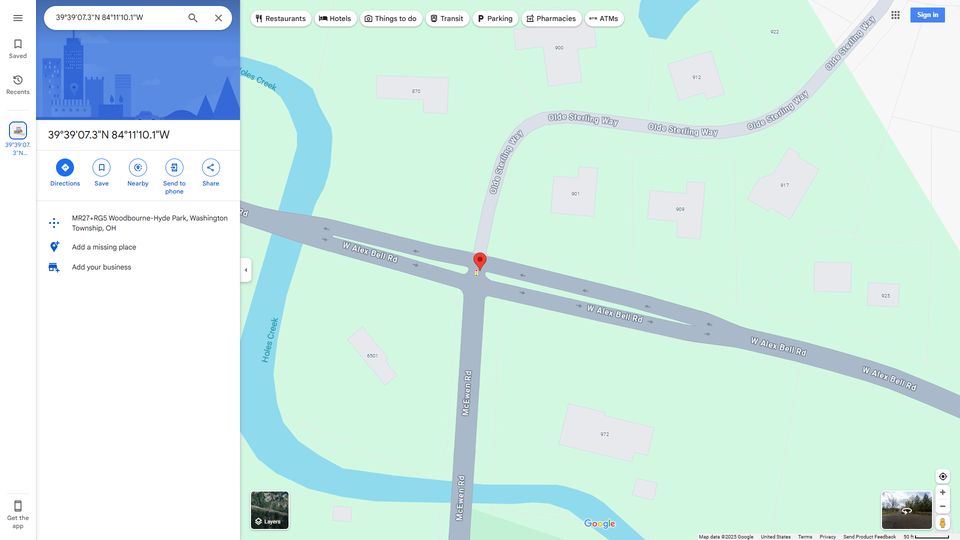 39°39'07.3"N 84°11'10.1"W
Restaurants
Hotels
Things to do
Transit
Parking
Pharmacies
ATMs
Sign in
Saved
Recents
39°39'07.
3"N...
39°39'07.3"N 84°11'10.1"W
Directions
Save
Nearby
Send to
phone
Share
MR27+RG5 Woodbourne-Hyde Park, Washington
Township, OH
Add a missing place
Add your business
Get the
app
Holes Creek
870
900
912
922
Olde Sterling Way
Olde Sterling Way
Olde Sterling Way
Olde Sterling Way
Olde Sterling Way
901
909
917
925
Rd
W Alex Bell Rd
W Alex Bell Rd
W Alex Bell Rd
W Alex Bell Rd
Holes Creek
6501
McEwen Rd
McEwen Rd
972
Layers
Google
Map data ©2025 Google
United States
Terms
Privacy
Send Product Feedback
50 ft